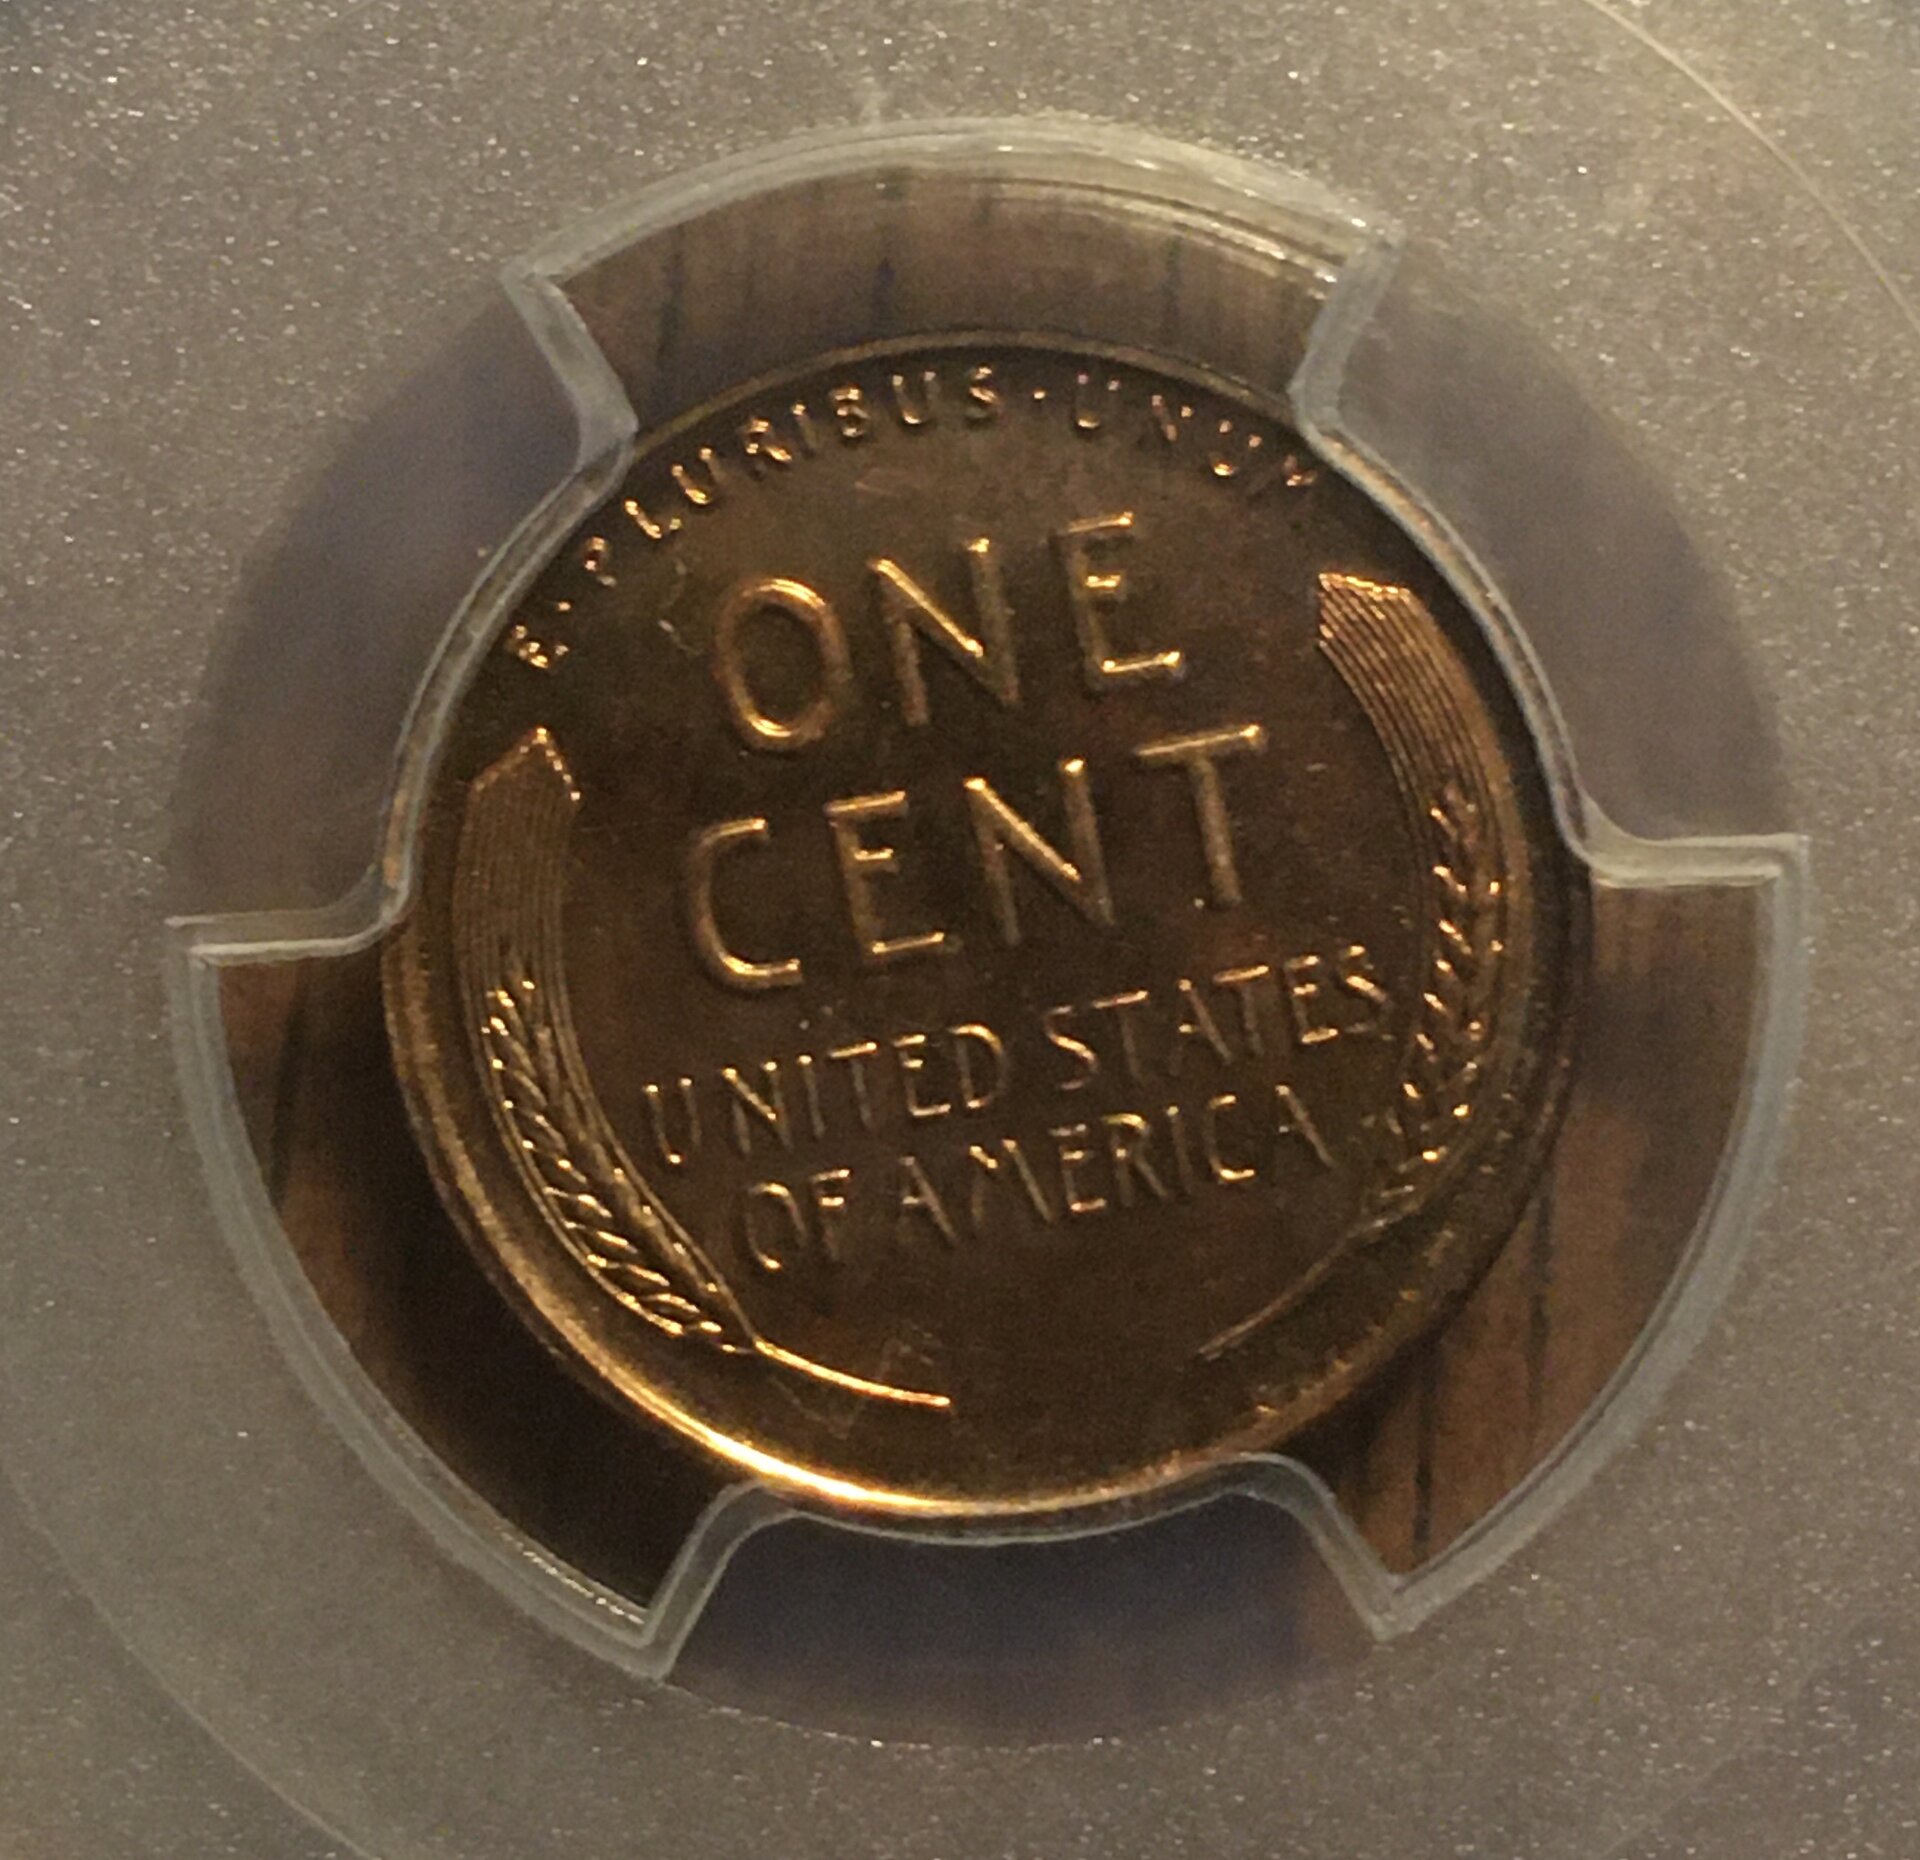 E · PLURIBUS · UNUM
ONE
CENT
UNITED STATES
OF AMERICA